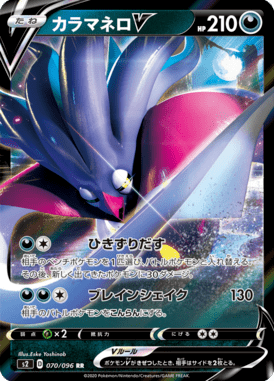 たね カラマネロV HP210
ひきずりだす
相手のベンチポケモンを1匹選び、バトルポケモンと入れ替える。
その後、新しく出てきたポケモンに30ダメージ。
ブレインシェイク 130
相手のバトルポケモンをこんらんにする。
弱点 ×2 抵抗力 にげる
Vルール
ポケモンVがきぜつしたとき、相手はサイドを2枚とる。
Illus.Eske Yoshinob
s2 D 070/096 RR
©2020 Pokémon/Nintendo/Creatures/GAME FREAK.